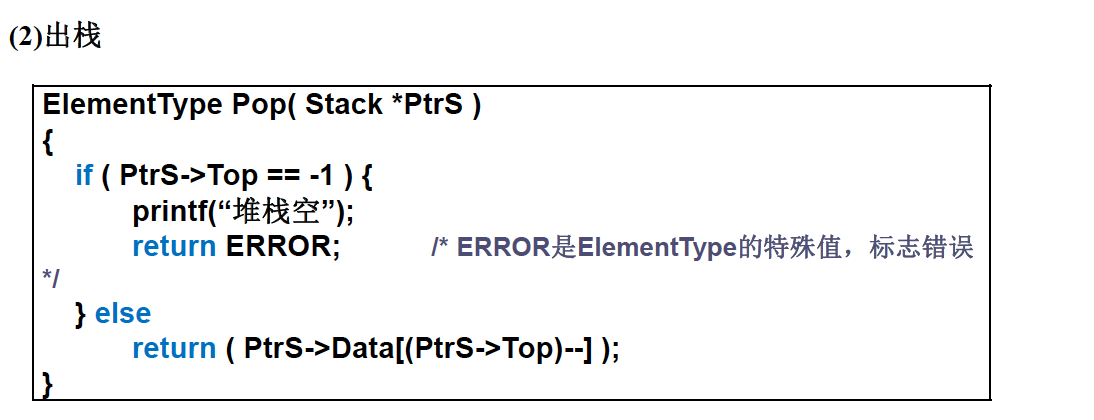 (2)出栈
ElementType Pop( Stack *PtrS )
{
if ( PtrS->Top == -1 ) {
printf(“堆栈空”);
return ERROR; /* ERROR是ElementType的特殊值，标志错误
*/
} else
return ( PtrS->Data[(PtrS->Top)--] );
}